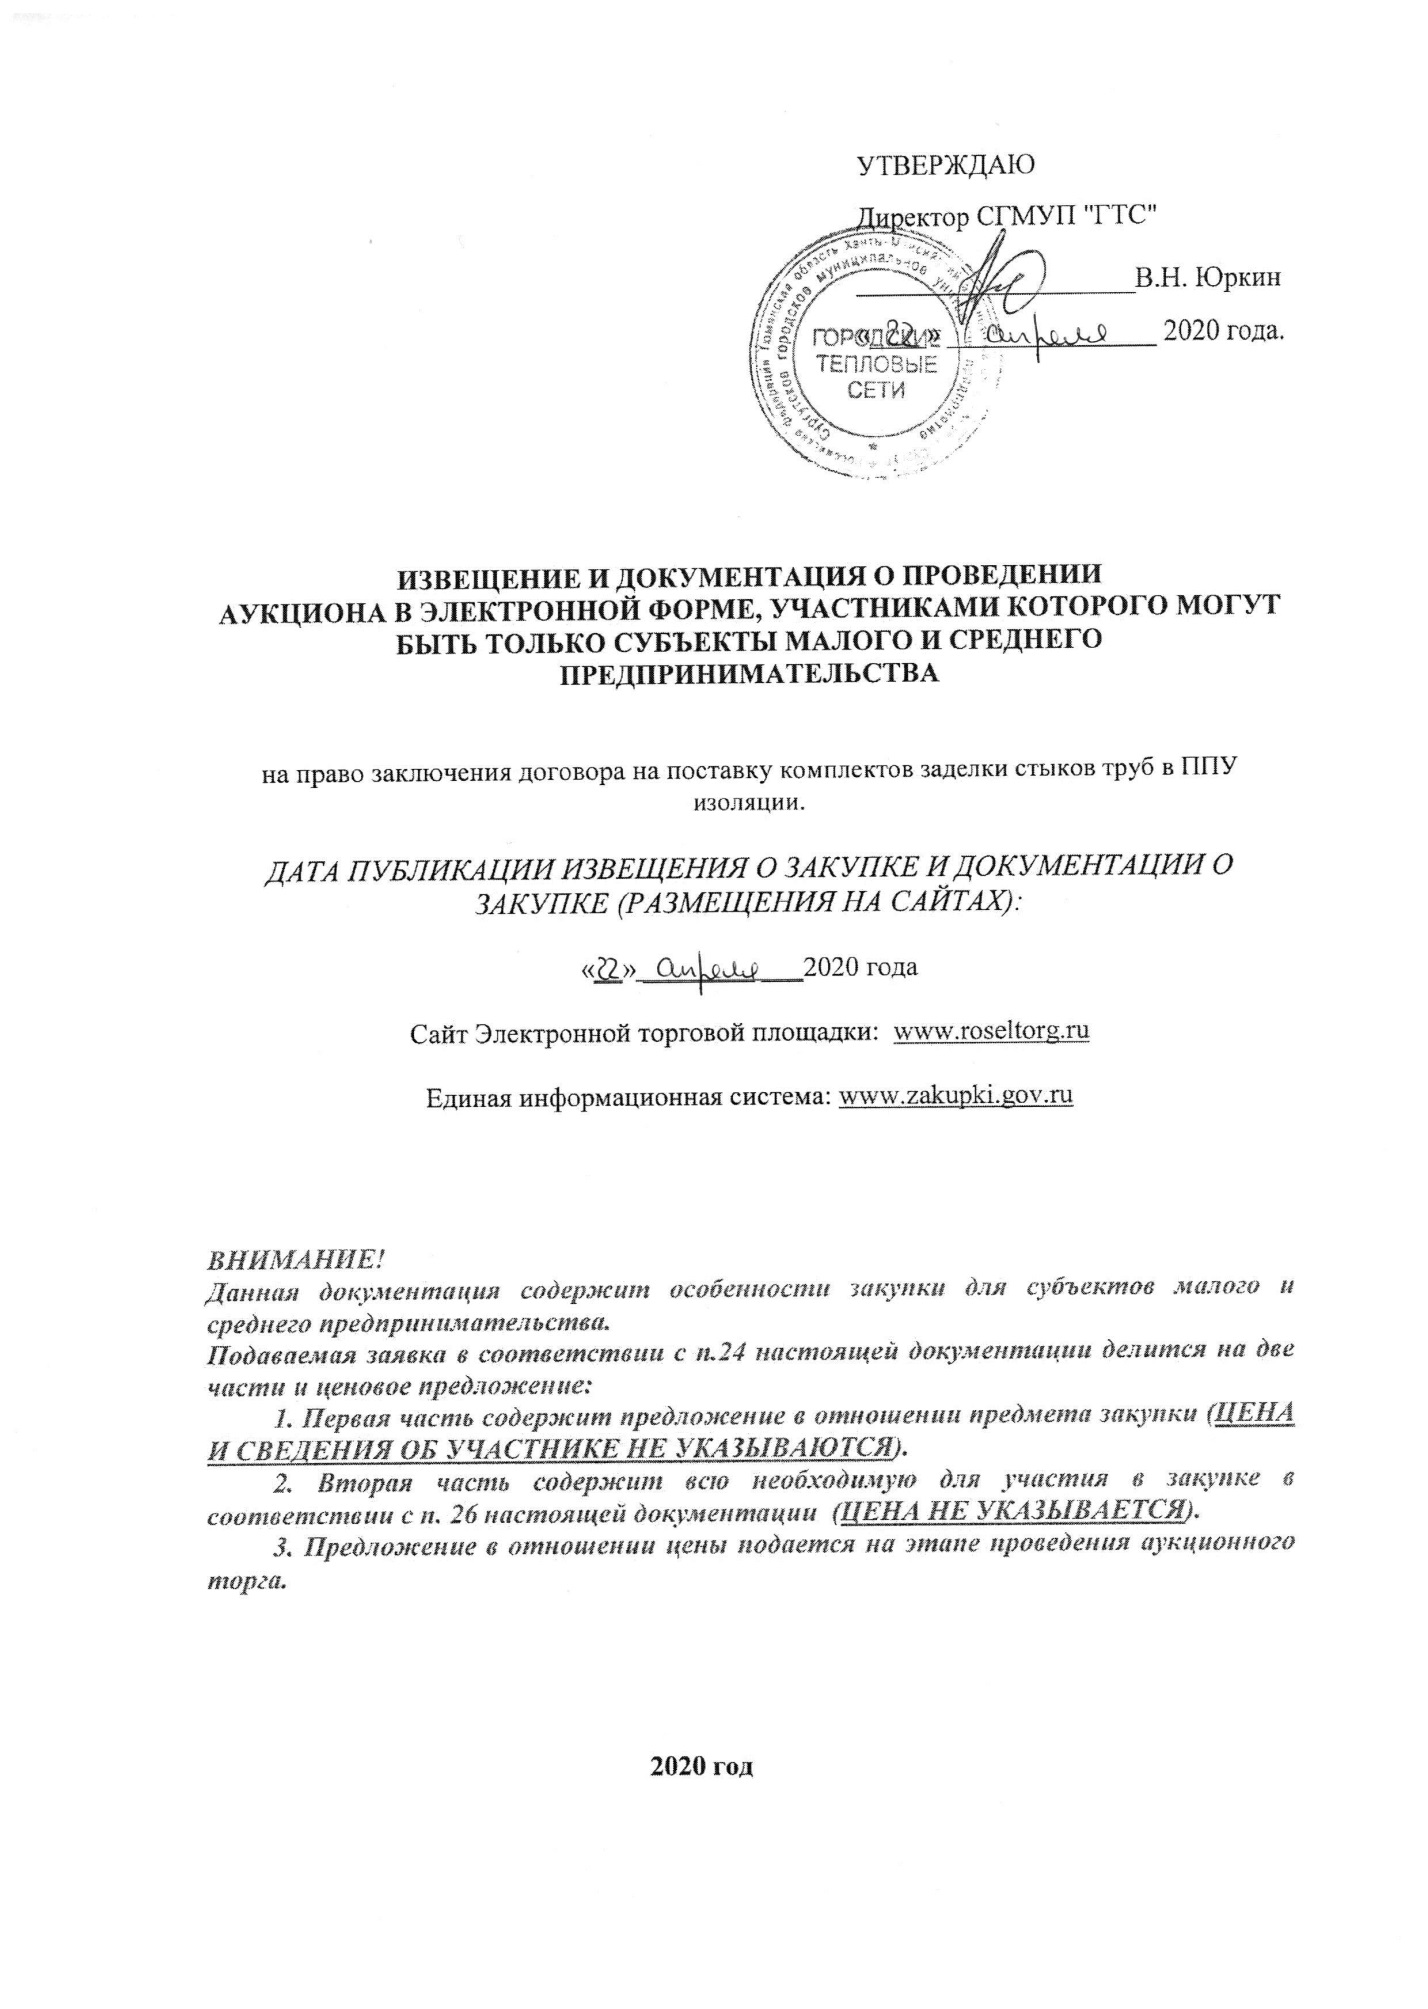 УТВЕРЖДАЮ
Директор СГМУП "ГТС"
В.Н. Юркин
«22» апреля 2020 года.
ГОРОДСКИЕ
ТЕПЛОВЫЕ
СЕТИ
Сургутское городское муниципальное предприятие
ИЗВЕЩЕНИЕ И ДОКУМЕНТАЦИЯ О ПРОВЕДЕНИИ
АУКЦИОНА В ЭЛЕКТРОННОЙ ФОРМЕ, УЧАСТНИКАМИ КОТОРОГО МОГУТ
БЫТЬ ТОЛЬКО СУБЪЕКТЫ МАЛОГО И СРЕДНЕГО
ПРЕДПРИНИМАТЕЛЬСТВА
на право заключения договора на поставку комплектов заделки стыков труб в ППУ
изоляции.
ДАТА ПУБЛИКАЦИИ ИЗВЕЩЕНИЯ О ЗАКУПКЕ И ДОКУМЕНТАЦИИ О
ЗАКУПКЕ (РАЗМЕЩЕНИЯ НА САЙТАХ):
«22» апреля 2020 года
Сайт Электронной торговой площадки: www.roseltorg.ru
Единая информационная система: www.zakupki.gov.ru
ВНИМАНИЕ!
Данная документация содержит особенности закупки для субъектов малого и
среднего предпринимательства.
Подаваемая заявка в соответствии с п.24 настоящей документации делится на две
части и ценовое предложение:
1. Первая часть содержит предложение в отношении предмета закупки (ЦЕНА
И СВЕДЕНИЯ ОБ УЧАСТНИКЕ НЕ УКАЗЫВАЮТСЯ).
2. Вторая часть содержит всю необходимую для участия в закупке в
соответствии с п. 26 настоящей документации (ЦЕНА НЕ УКАЗЫВАЕТСЯ).
3. Предложение в отношении цены подается на этапе проведения аукционного
торга.
2020 год